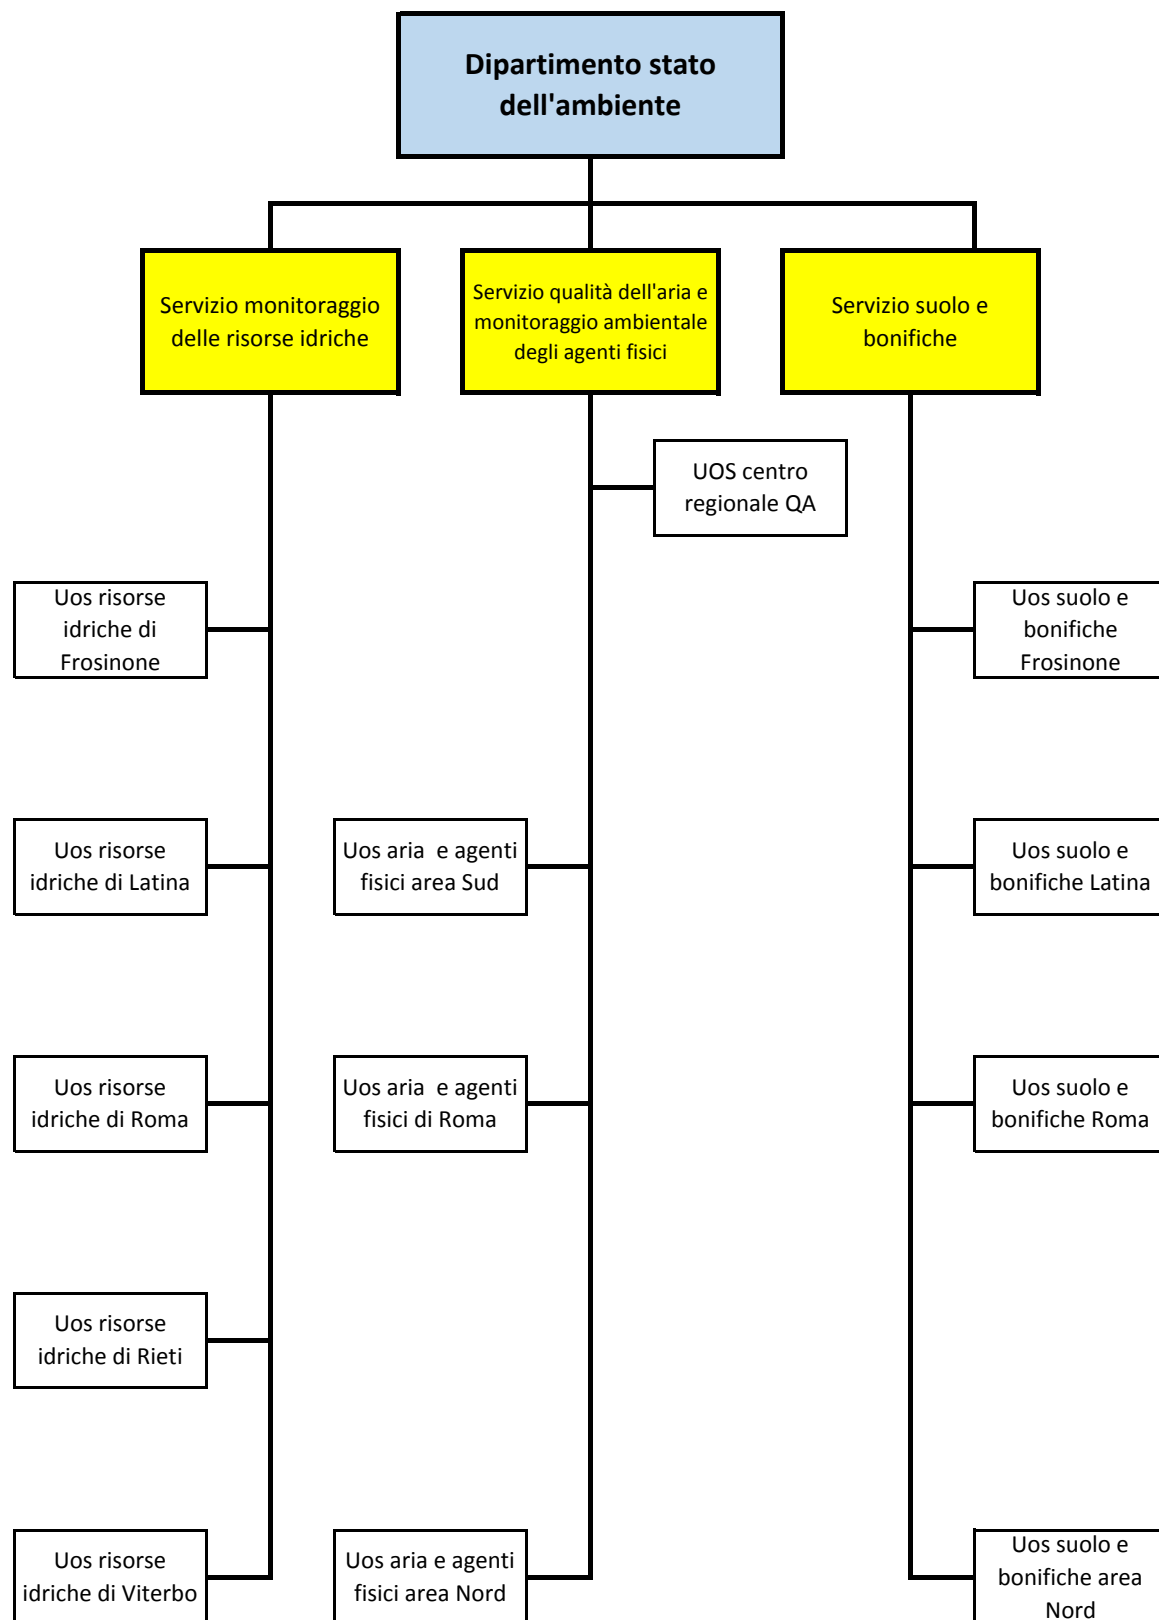 Dipartimento stato
dell'ambiente
Servizio monitoraggio
delle risorse idriche
Servizio qualità dell'aria e
monitoraggio ambientale
degli agenti fisici
Servizio suolo e
bonifiche
UOS centro
regionale QA
Uos risorse
idriche di
Frosinone
Uos suolo e
bonifiche
Frosinone
Uos risorse
idriche di Latina
Uos aria  e agenti
fisici area Sud
Uos suolo e
bonifiche Latina
Uos risorse
idriche di Roma
Uos aria  e agenti
fisici di Roma
Uos suolo e
bonifiche Roma
Uos risorse
idriche di Rieti
Uos risorse
idriche di Viterbo
Uos aria e agenti
fisici area Nord
Uos suolo e
bonifiche area
Nord